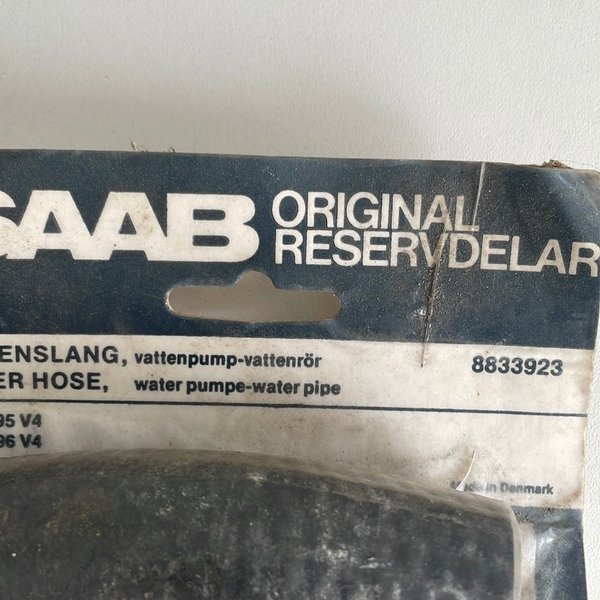 SAAB ORIGINAL
RESERVDELAR
ENSLANG, vattenpump-vattenrör 8833923
ER HOSE, water pumpe-water pipe
95 V4
96 V4
Made in Denmark